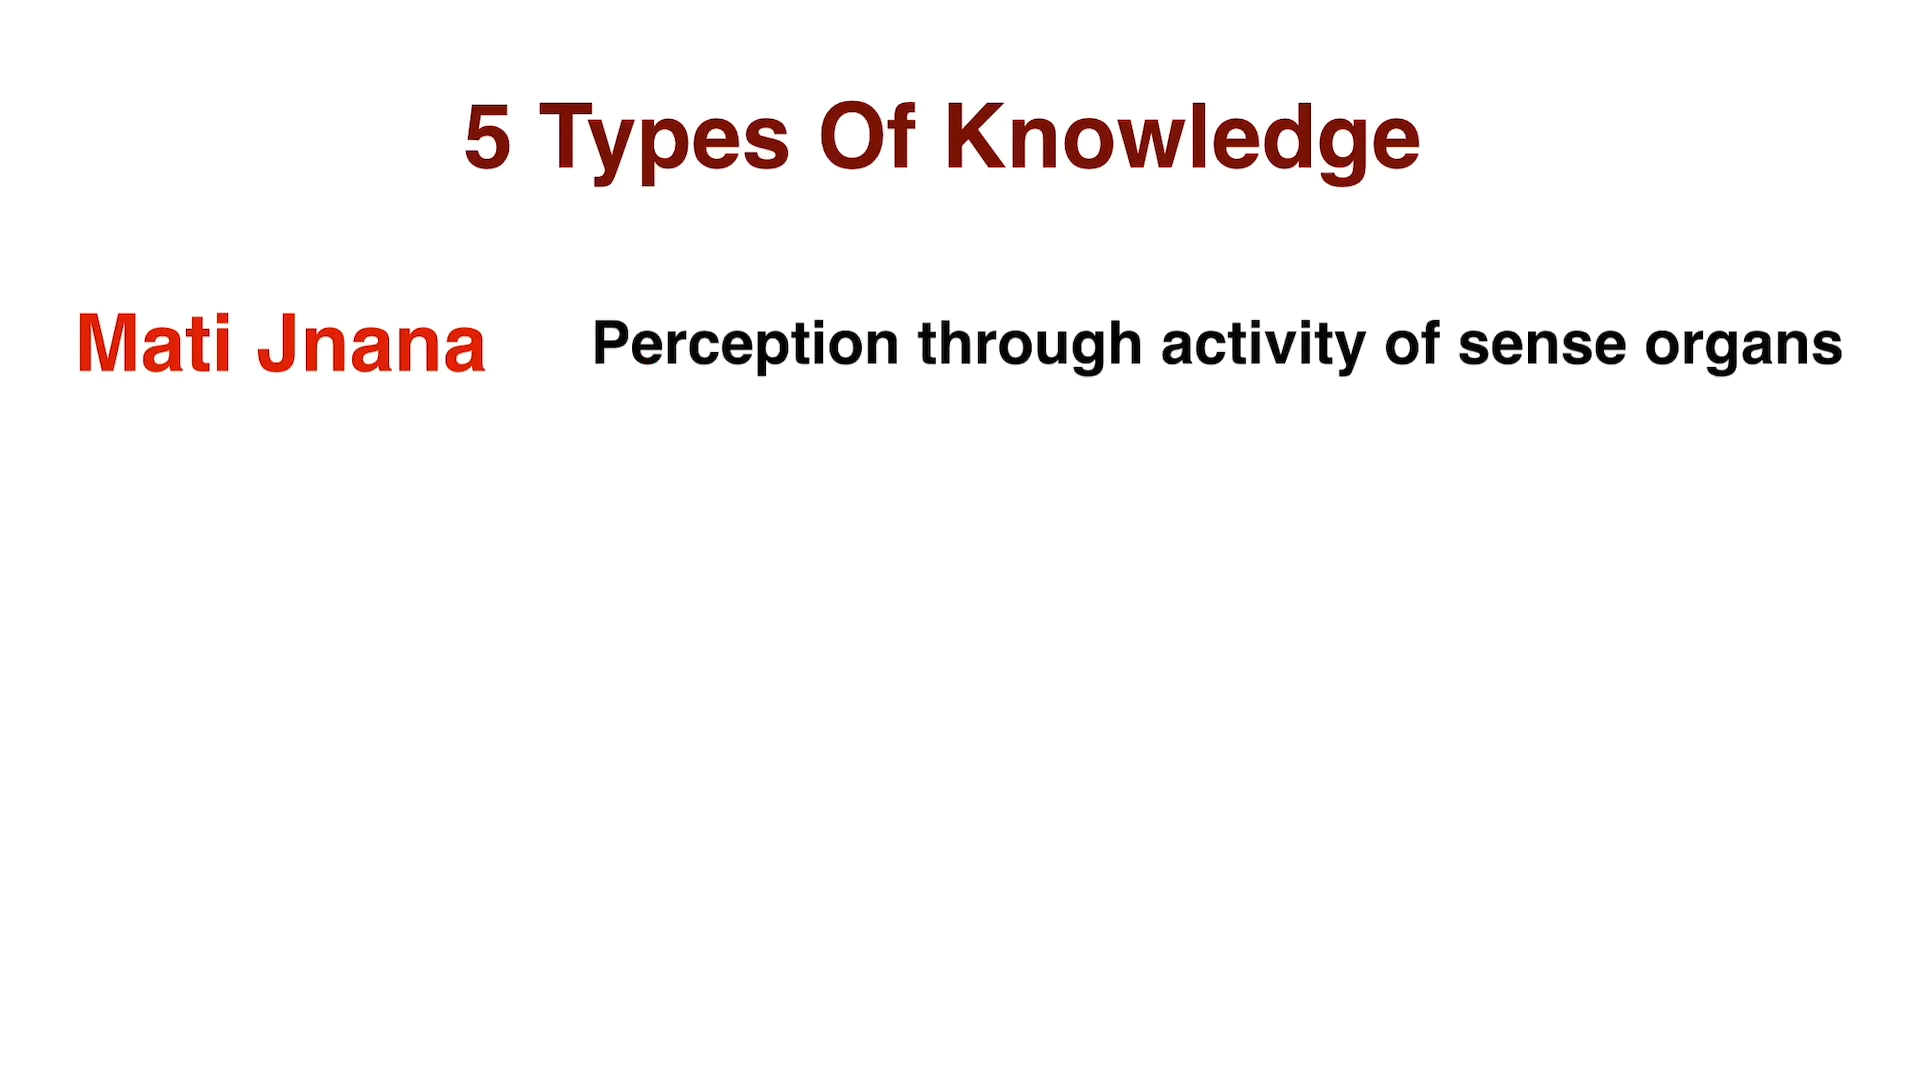 5 Types Of Knowledge
Mati Jnana Perception through activity of sense organs